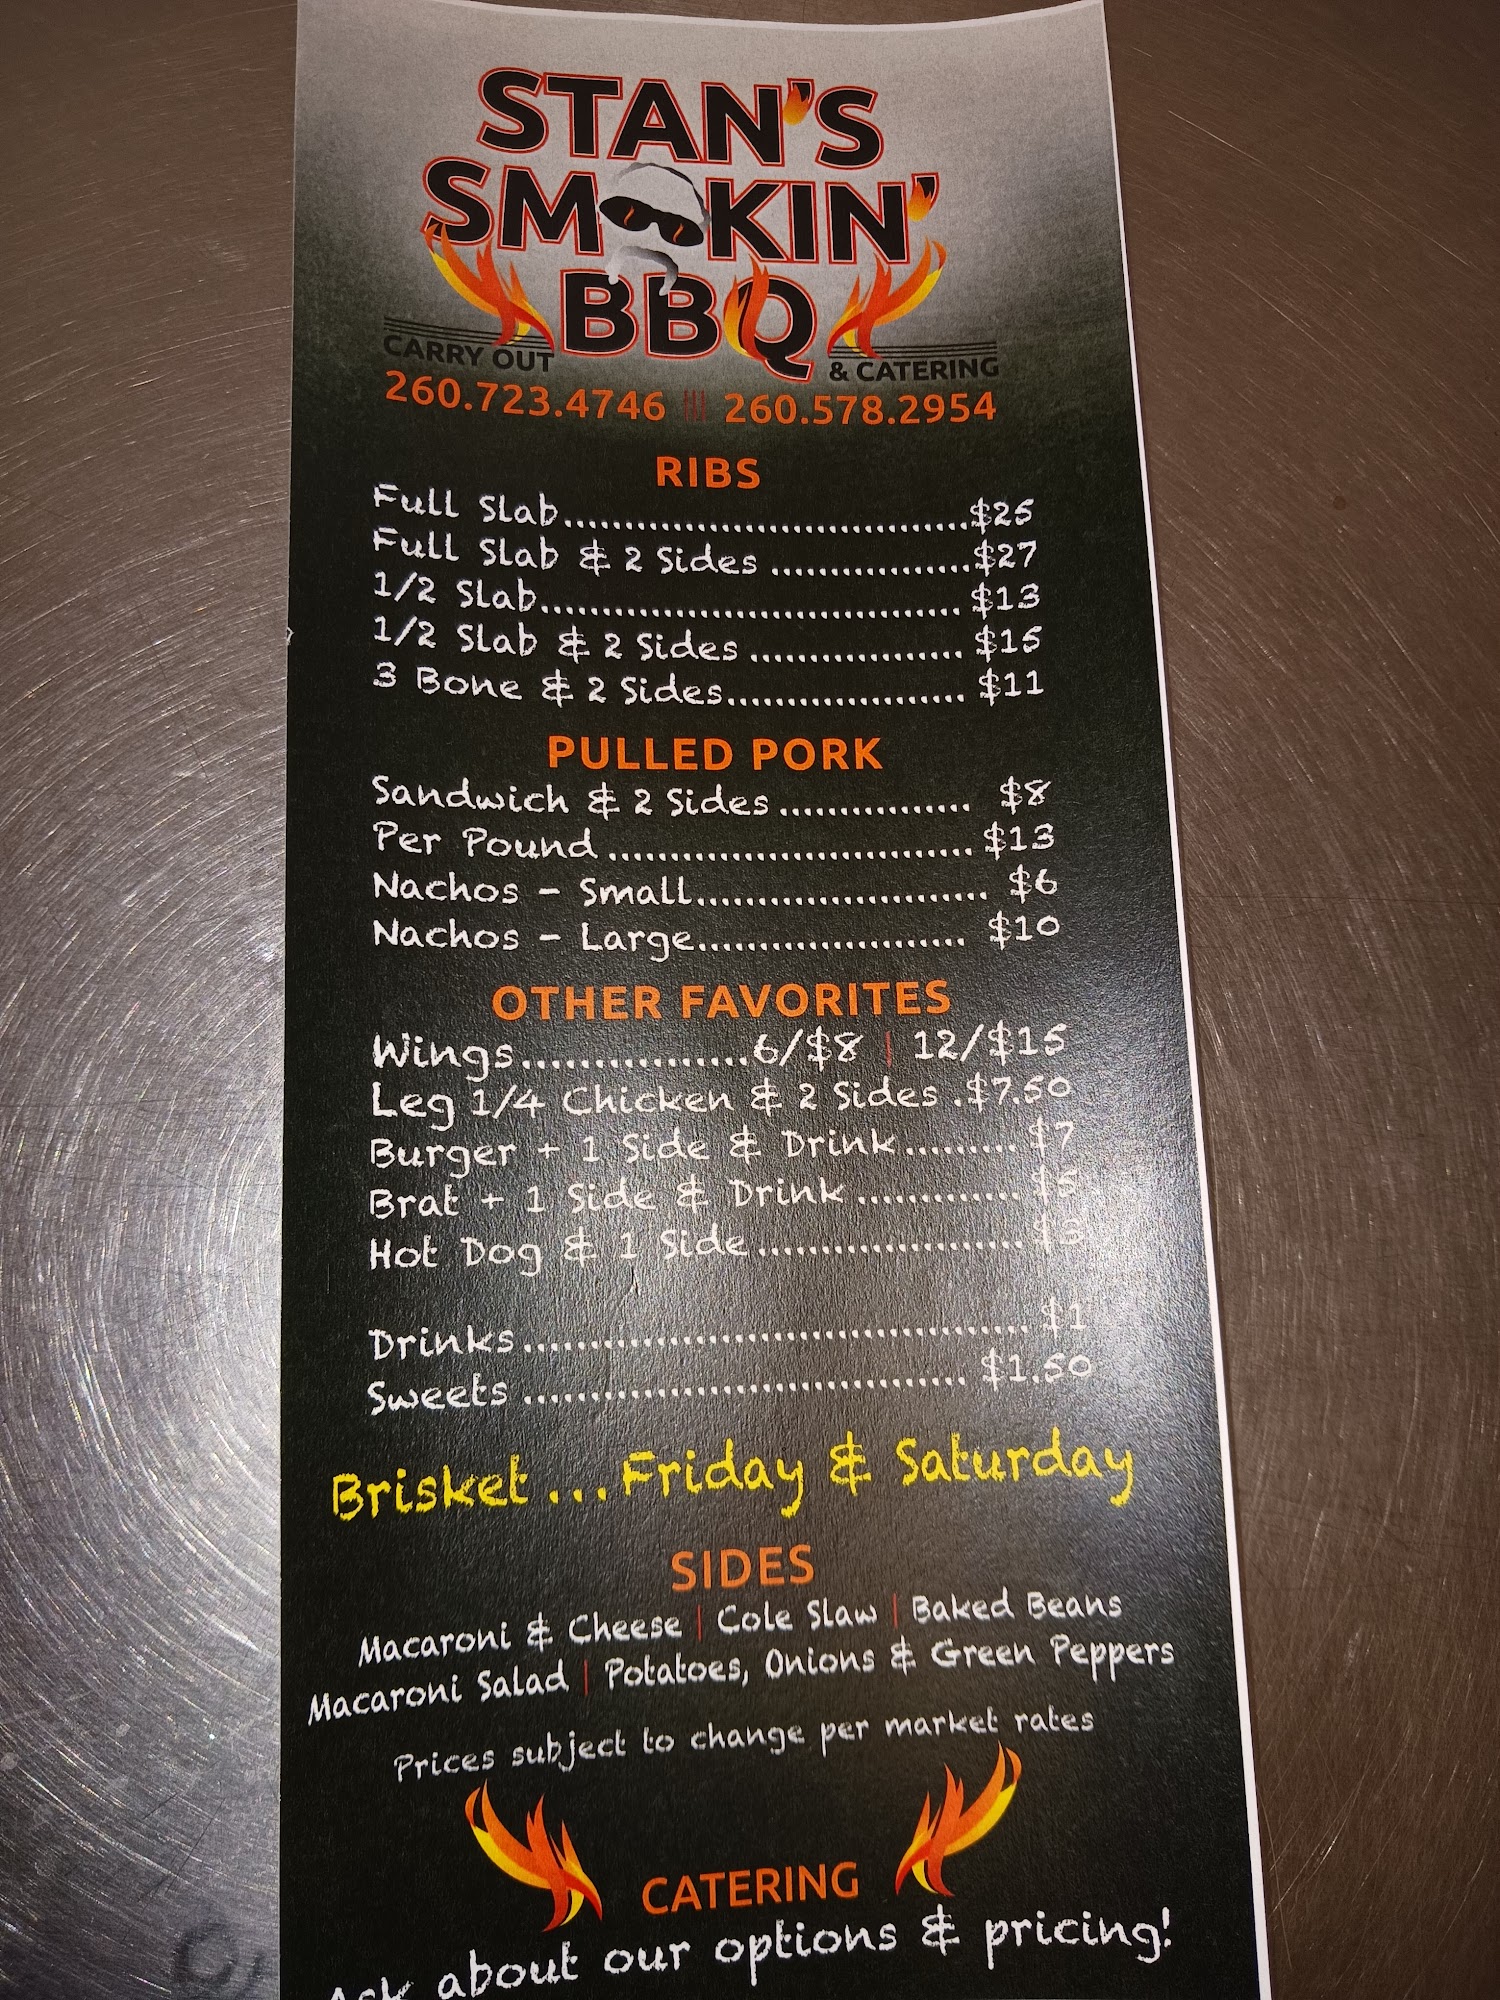 STAN'S
SMOKIN'
BBQ
CARRY OUT & CATERING
260.723.4746 ||| 260.578.2954
RIBS
Full Slab.................................$25
Full Slab & 2 Sides .................$27
1/2 Slab.................................. $13
1/2 Slab & 2 Sides .................. $15
3 Bone & 2 Sides.................... $11
PULLED PORK
Sandwich & 2 Sides ................ $8
Per Pound .............................. $13
Nachos - Small........................ $6
Nachos - Large...................... $10
OTHER FAVORITES
Wings...................6/$8 | 12/$15
Leg 1/4 Chicken & 2 Sides .$7.50
Burger + 1 Side & Drink......... $7
Brat + 1 Side & Drink ............. $5
Hot Dog & 1 Side...................... $3
Drinks ......................................... $1
Sweets .................................... $1.50
Brisket ... Friday & Saturday
SIDES
Macaroni & Cheese | Cole Slaw | Baked Beans
Macaroni Salad | Potatoes, Onions & Green Peppers
Prices subject to change per market rates
CATERING
Ask about our options & pricing!